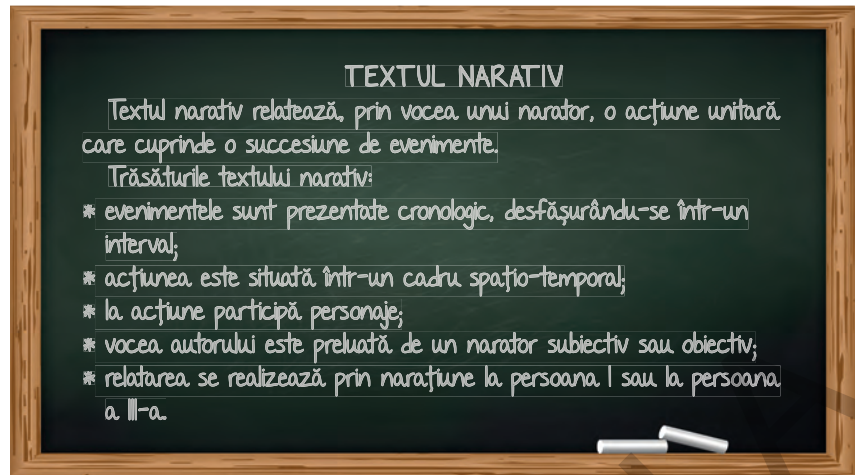 TEXTUL NARATIV
Textul narativ relatează, prin vocea unui narator, o acțiune unitară
care cuprinde o succesiune de evenimente.
Trăsăturile textului narativ:
* evenimentele sunt prezentate cronologic, desfășurându-se într-un
interval;
* acțiunea este situată într-un cadru spațio-temporal;
* la acțiune participă personaje;
* vocea autorului este preluată de un narator subiectiv sau obiectiv;
* relatarea se realizează prin narațiune la persoana I sau la persoana
a III-a.